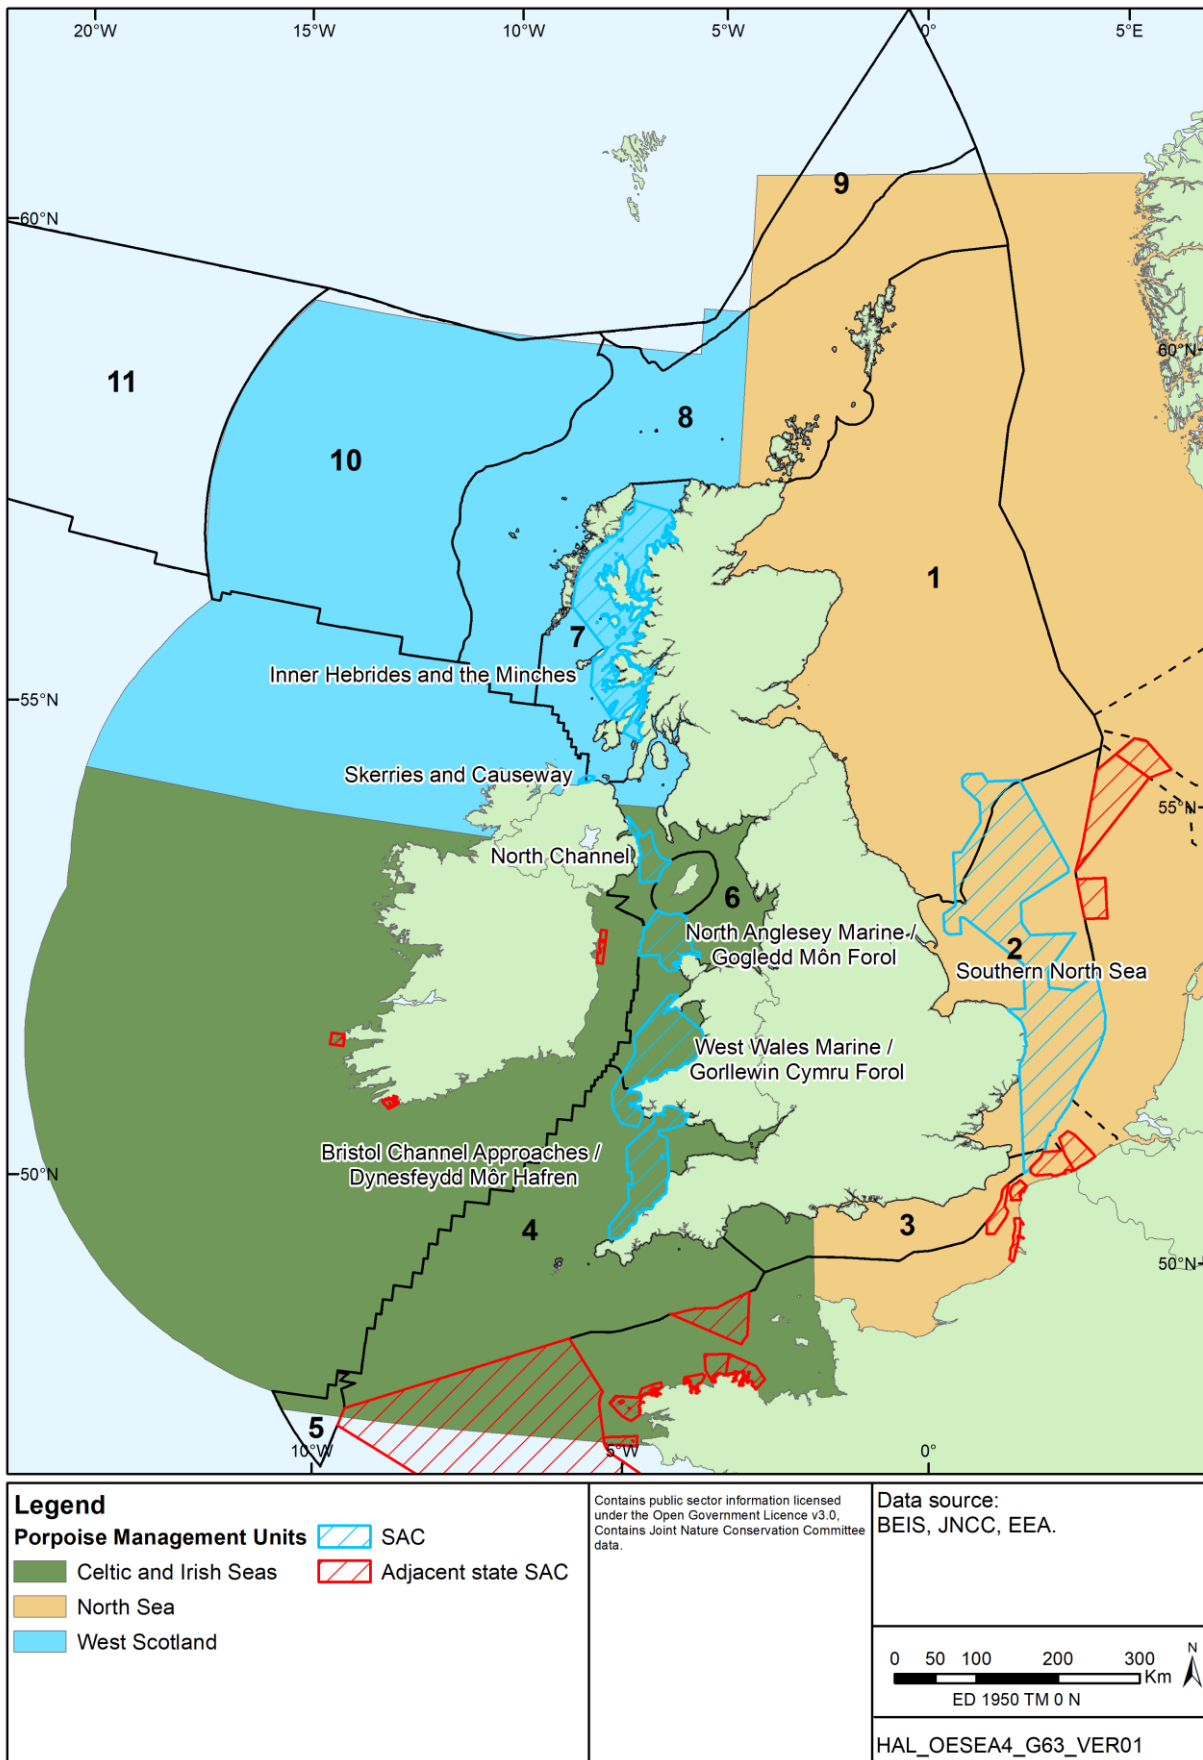 20°W
15°W
10°W
5°W
0°
5°E
9
60°N
60°N
11
8
10
1
7
Inner Hebrides and the Minches
55°N
Skerries and Causeway
55°N
North Channel
6
North Anglesey Marine /
Gogledd Môn Forol
2
Southern North Sea
West Wales Marine /
Gorllewin Cymru Forol
Bristol Channel Approaches /
Dynesfeydd Môr Hafren
50°N
4
3
50°N
5
10°W
5°W
0°
Legend
Porpoise Management Units
Celtic and Irish Seas
North Sea
West Scotland
SAC
Adjacent state SAC
Contains public sector information licensed
under the Open Government Licence v3.0,
Contains Joint Nature Conservation Committee
data.
Data source:
BEIS, JNCC, EEA.
0 50 100 200 300
Km
N
ED 1950 TM 0 N
HAL_OESEA4_G63_VER01